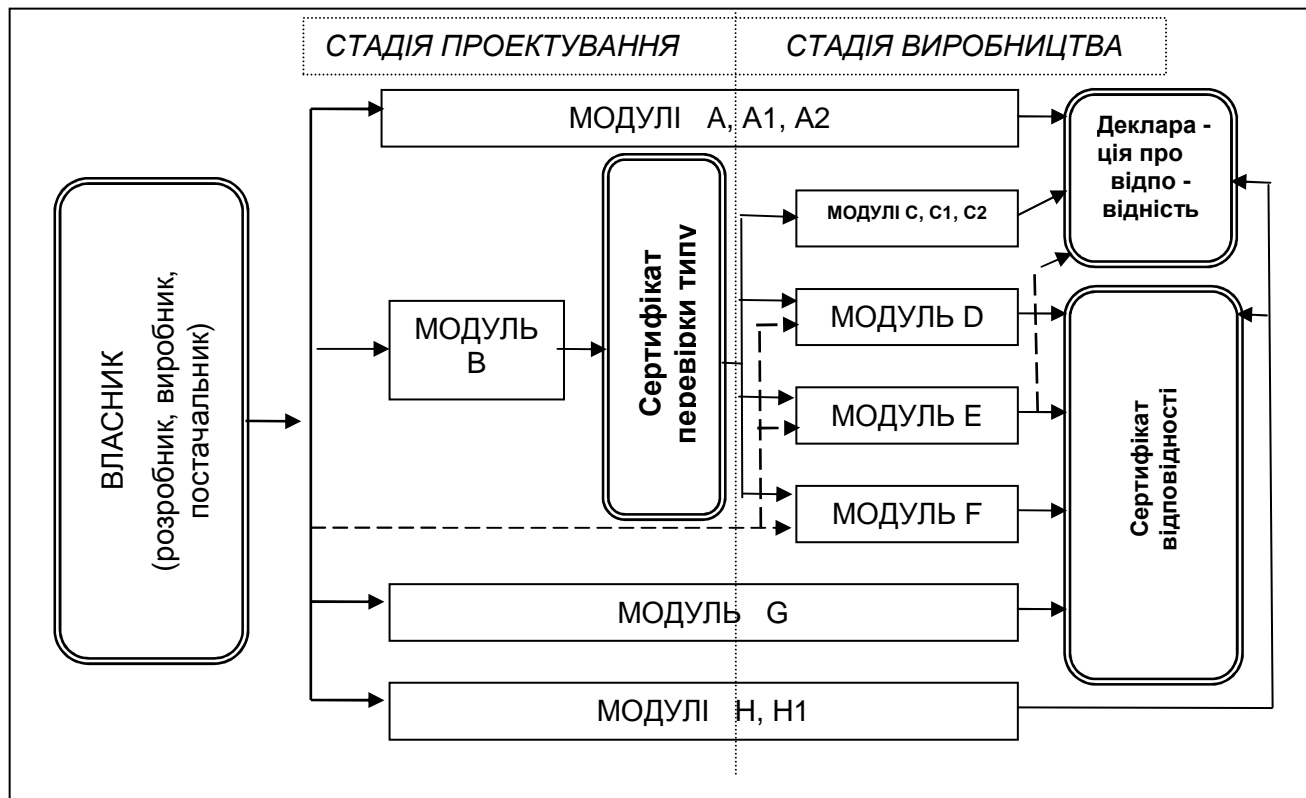 СТАДІЯ ПРОЕКТУВАННЯ
СТАДІЯ ВИРОБНИЦТВА
МОДУЛІ А, А1, А2
Деклара -
ція про
відпо -
відність
ВЛАСНИК
(розробник, виробник,
постачальник)
МОДУЛЬ
В
Сертифікат
перевірки типу
МОДУЛІ С, С1, С2
МОДУЛЬ D
МОДУЛЬ Е
МОДУЛЬ F
Сертифікат
відповідності
МОДУЛЬ G
МОДУЛІ Н, Н1